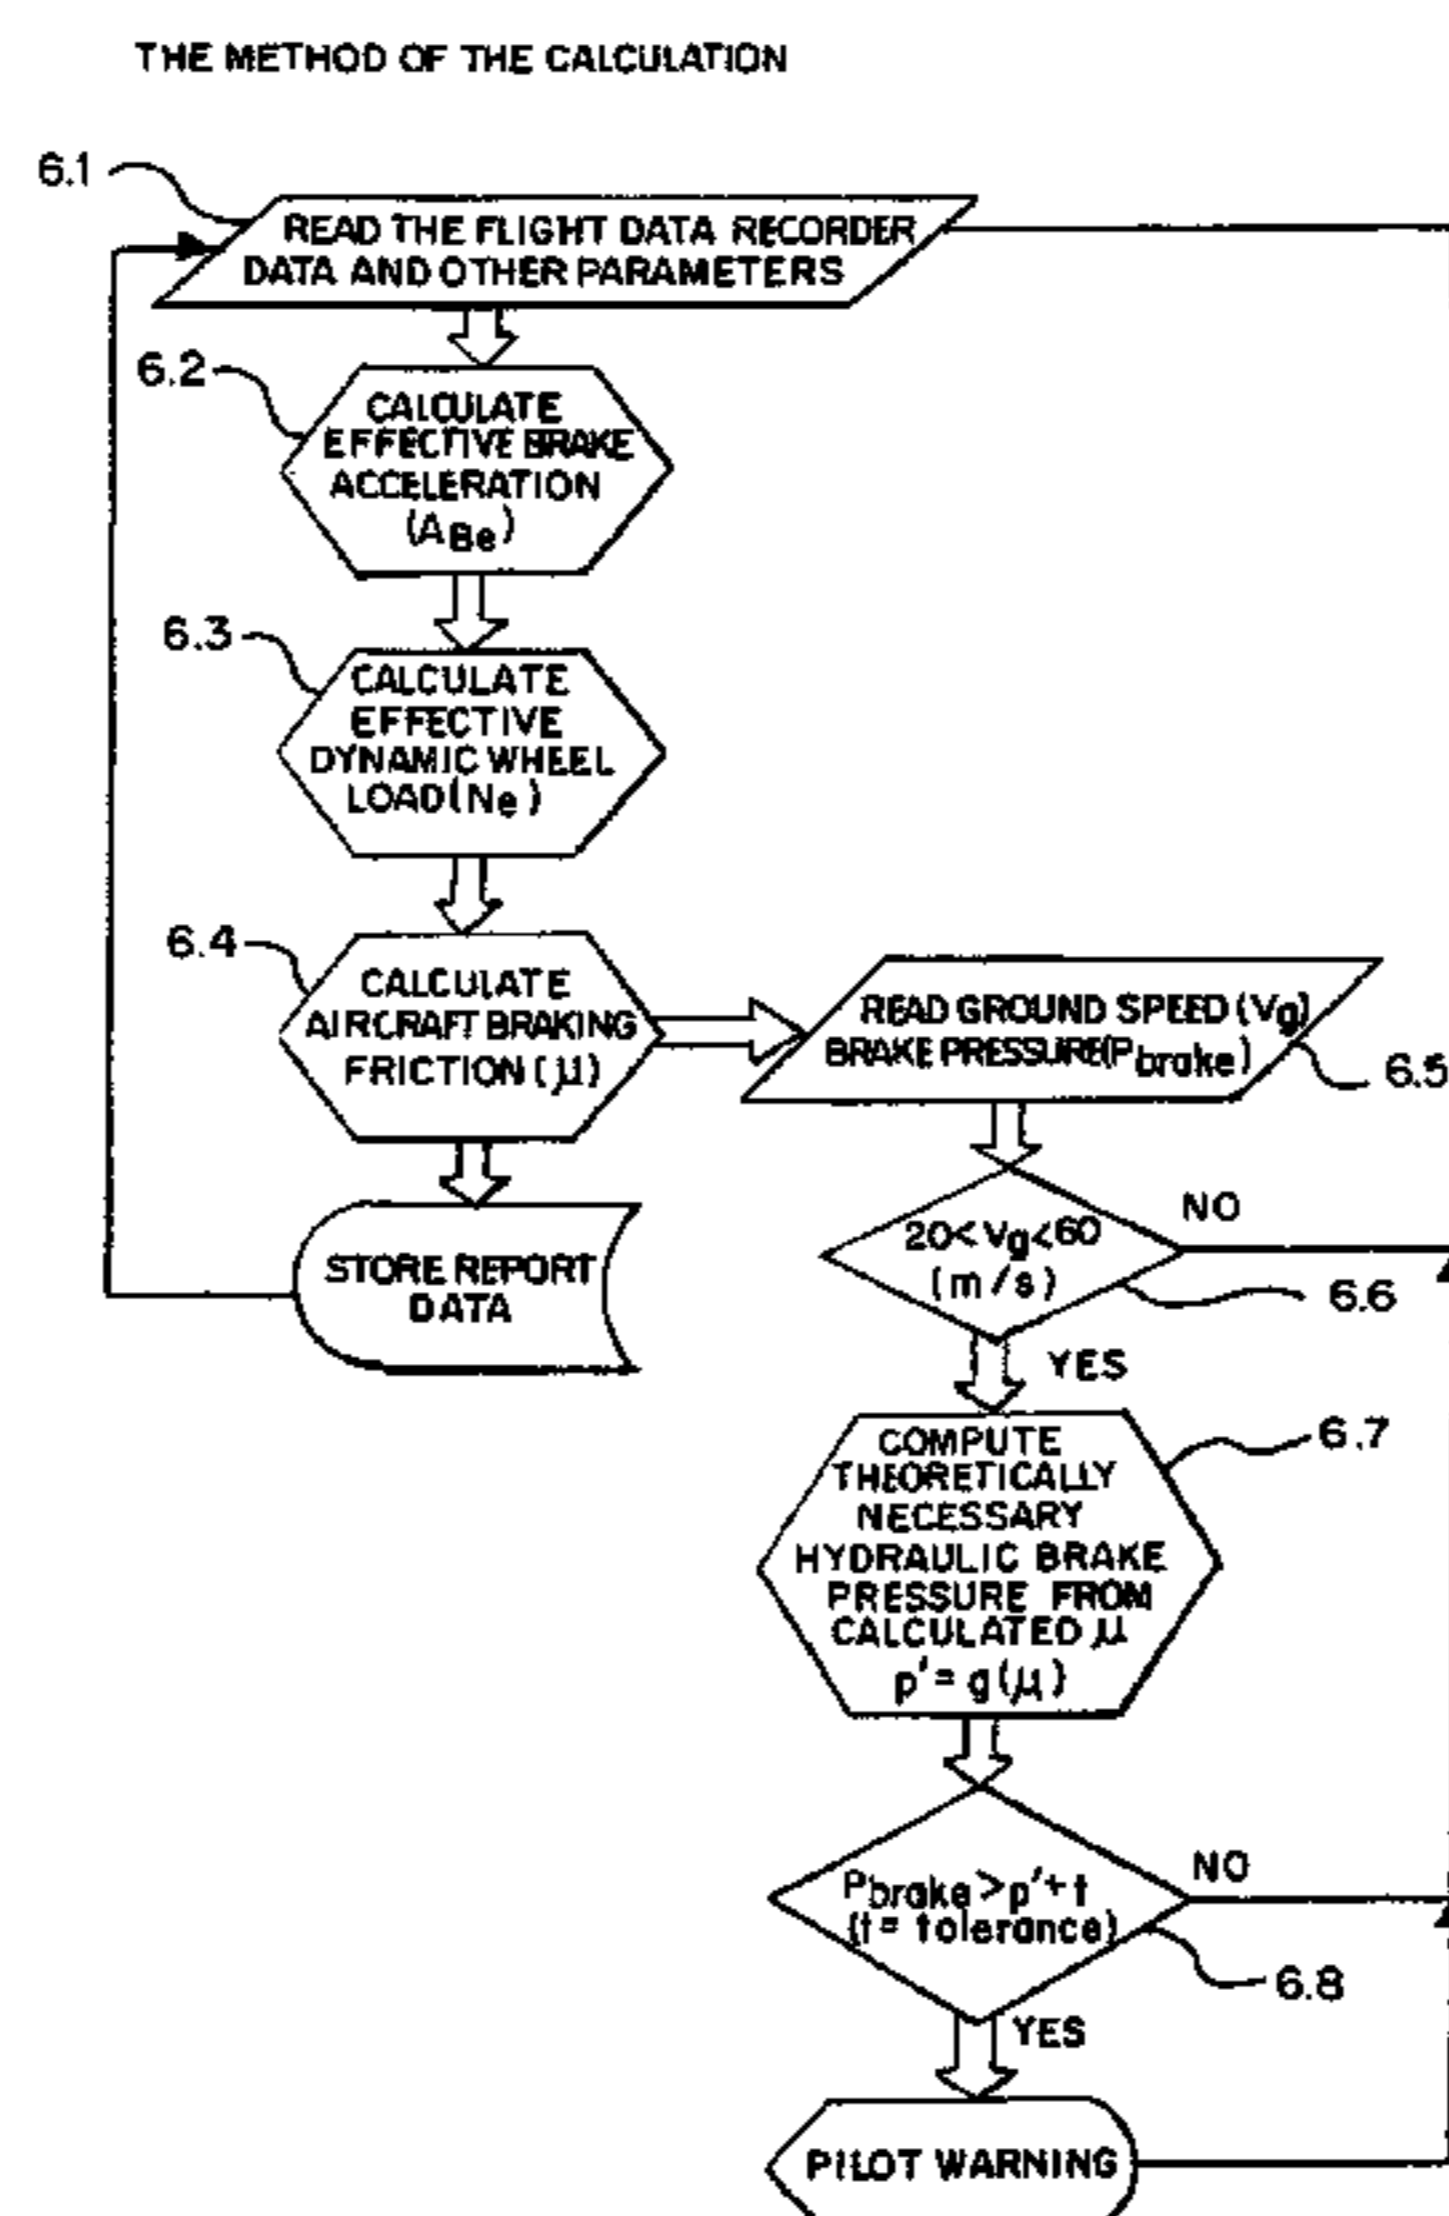 THE METHOD OF THE CALCULATION
6.1
READ THE FLIGHT DATA RECORDER
DATA AND OTHER PARAMETERS
6.2
CALCULATE
EFFECTIVE BRAKE
ACCELERATION
(ABe)
6.3
CALCULATE
EFFECTIVE
DYNAMIC WHEEL
LOAD(Ne)
6.4
CALCULATE
AIRCRAFT BRAKING
FRICTION (μ)
STORE REPORT
DATA
READ GROUND SPEED (Vg)
BRAKE PRESSURE(Pbrake)
6.5
20<Vg<60
(m/s)
NO
6.6
YES
COMPUTE
THEORETICALLY
NECESSARY
HYDRAULIC BRAKE
PRESSURE FROM
CALCULATED μ
p'= g(μ)
6.7
Pbrake>p'+t
(t= tolerance)
NO
6.8
YES
PILOT WARNING